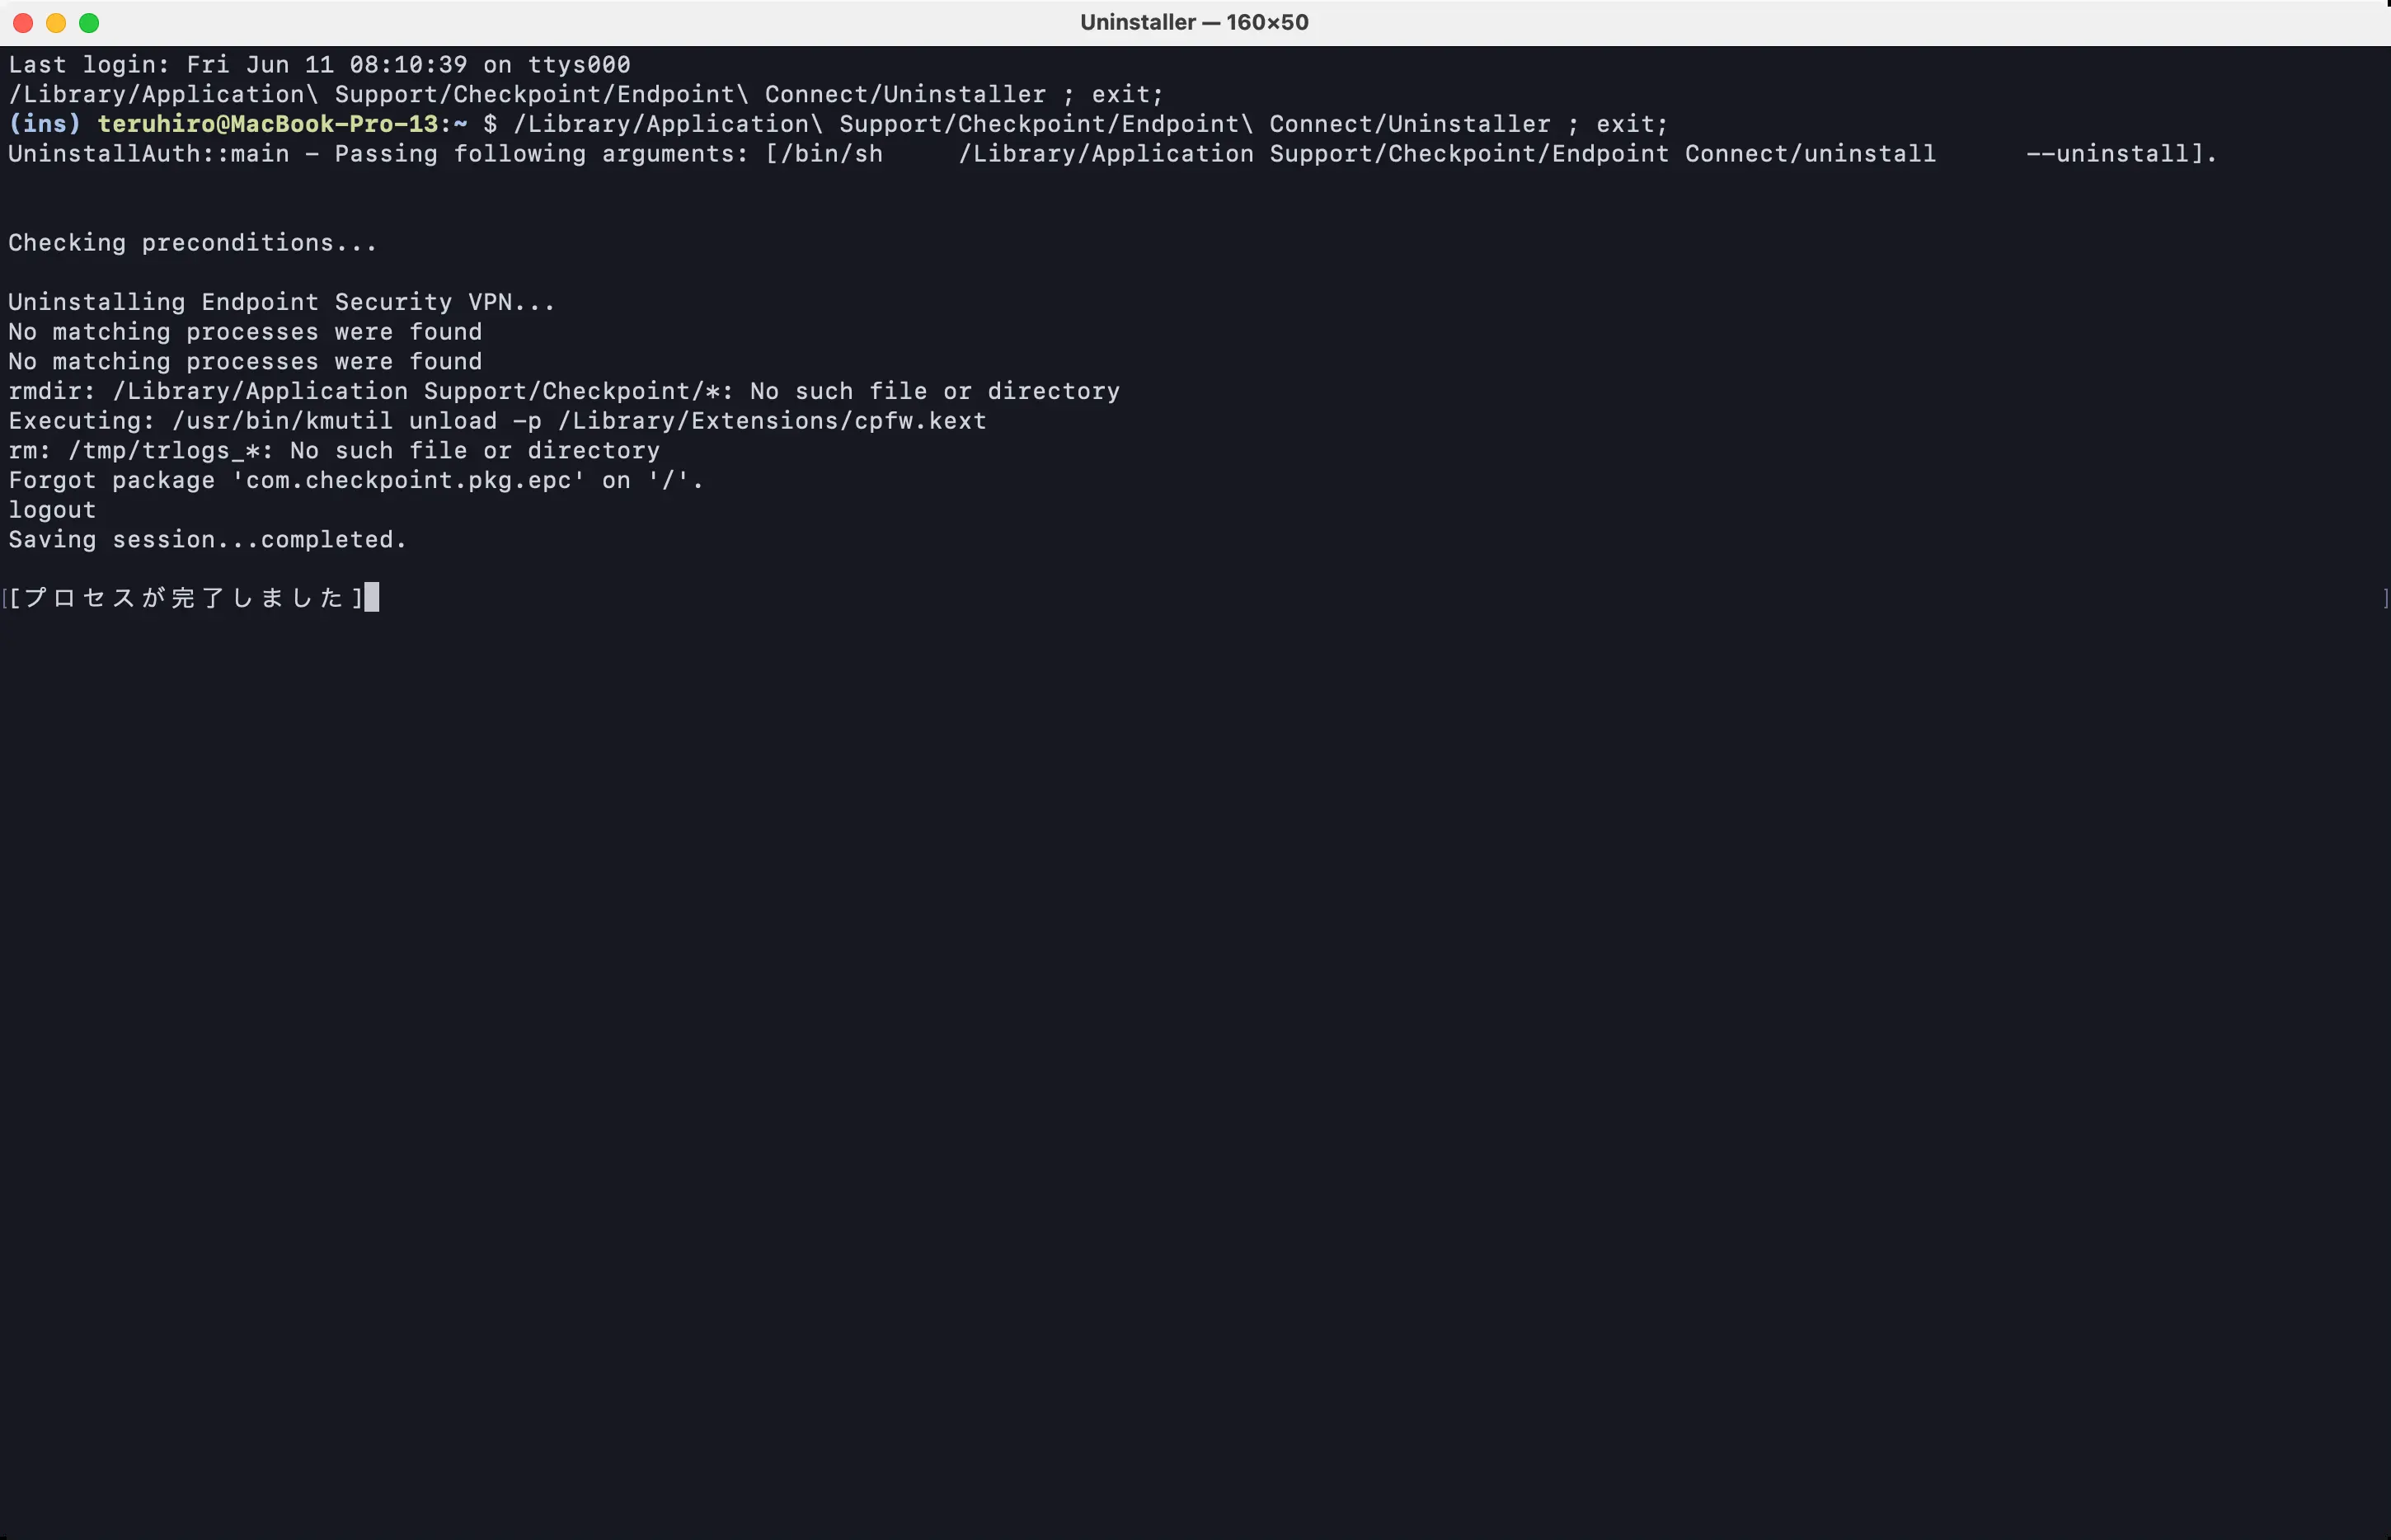 Uninstaller — 160×50
Last login: Fri Jun 11 08:10:39 on ttys000
/Library/Application\ Support/Checkpoint/Endpoint\ Connect/Uninstaller ; exit;
(ins) teruhiro@MacBook-Pro-13:~ $ /Library/Application\ Support/Checkpoint/Endpoint\ Connect/Uninstaller ; exit;
UninstallAuth::main - Passing following arguments: [/bin/sh     /Library/Application Support/Checkpoint/Endpoint Connect/uninstall      --uninstall].
Checking preconditions...
Uninstalling Endpoint Security VPN...
No matching processes were found
No matching processes were found
rmdir: /Library/Application Support/Checkpoint/*: No such file or directory
Executing: /usr/bin/kmutil unload -p /Library/Extensions/cpfw.kext
rm: /tmp/trlogs_*: No such file or directory
Forgot package 'com.checkpoint.pkg.epc' on '/'.
logout
Saving session...completed.
[プロセスが完了しました]